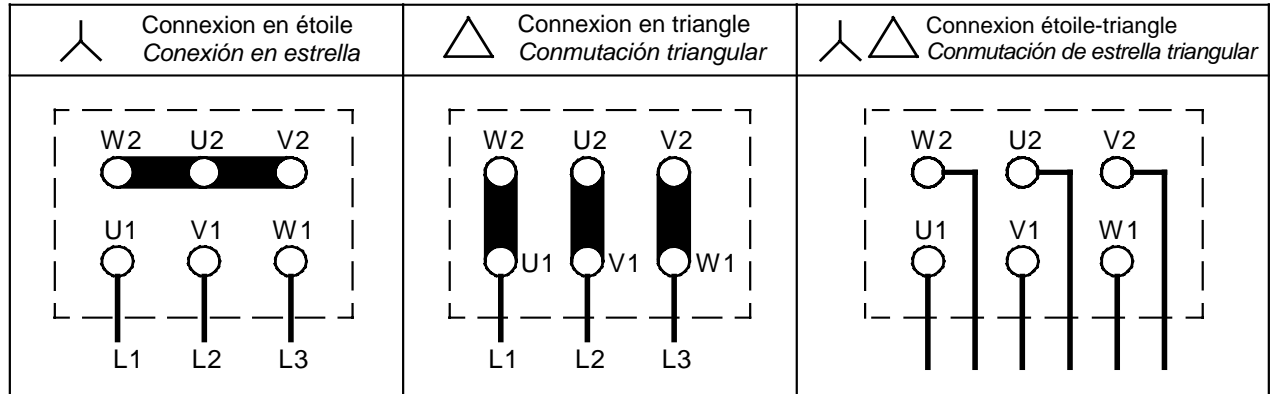 Connexion en étoile
Conexión en estrella
Connexion en triangle
Conmutación triangular
Connexion étoile-triangle
Conmutación de estrella triangular
W2 U2 V2
U1 V1 W1
L1 L2 L3
W2 U2 V2
U1 V1 W1
L1 L2 L3
W2 U2 V2
U1 V1 W1